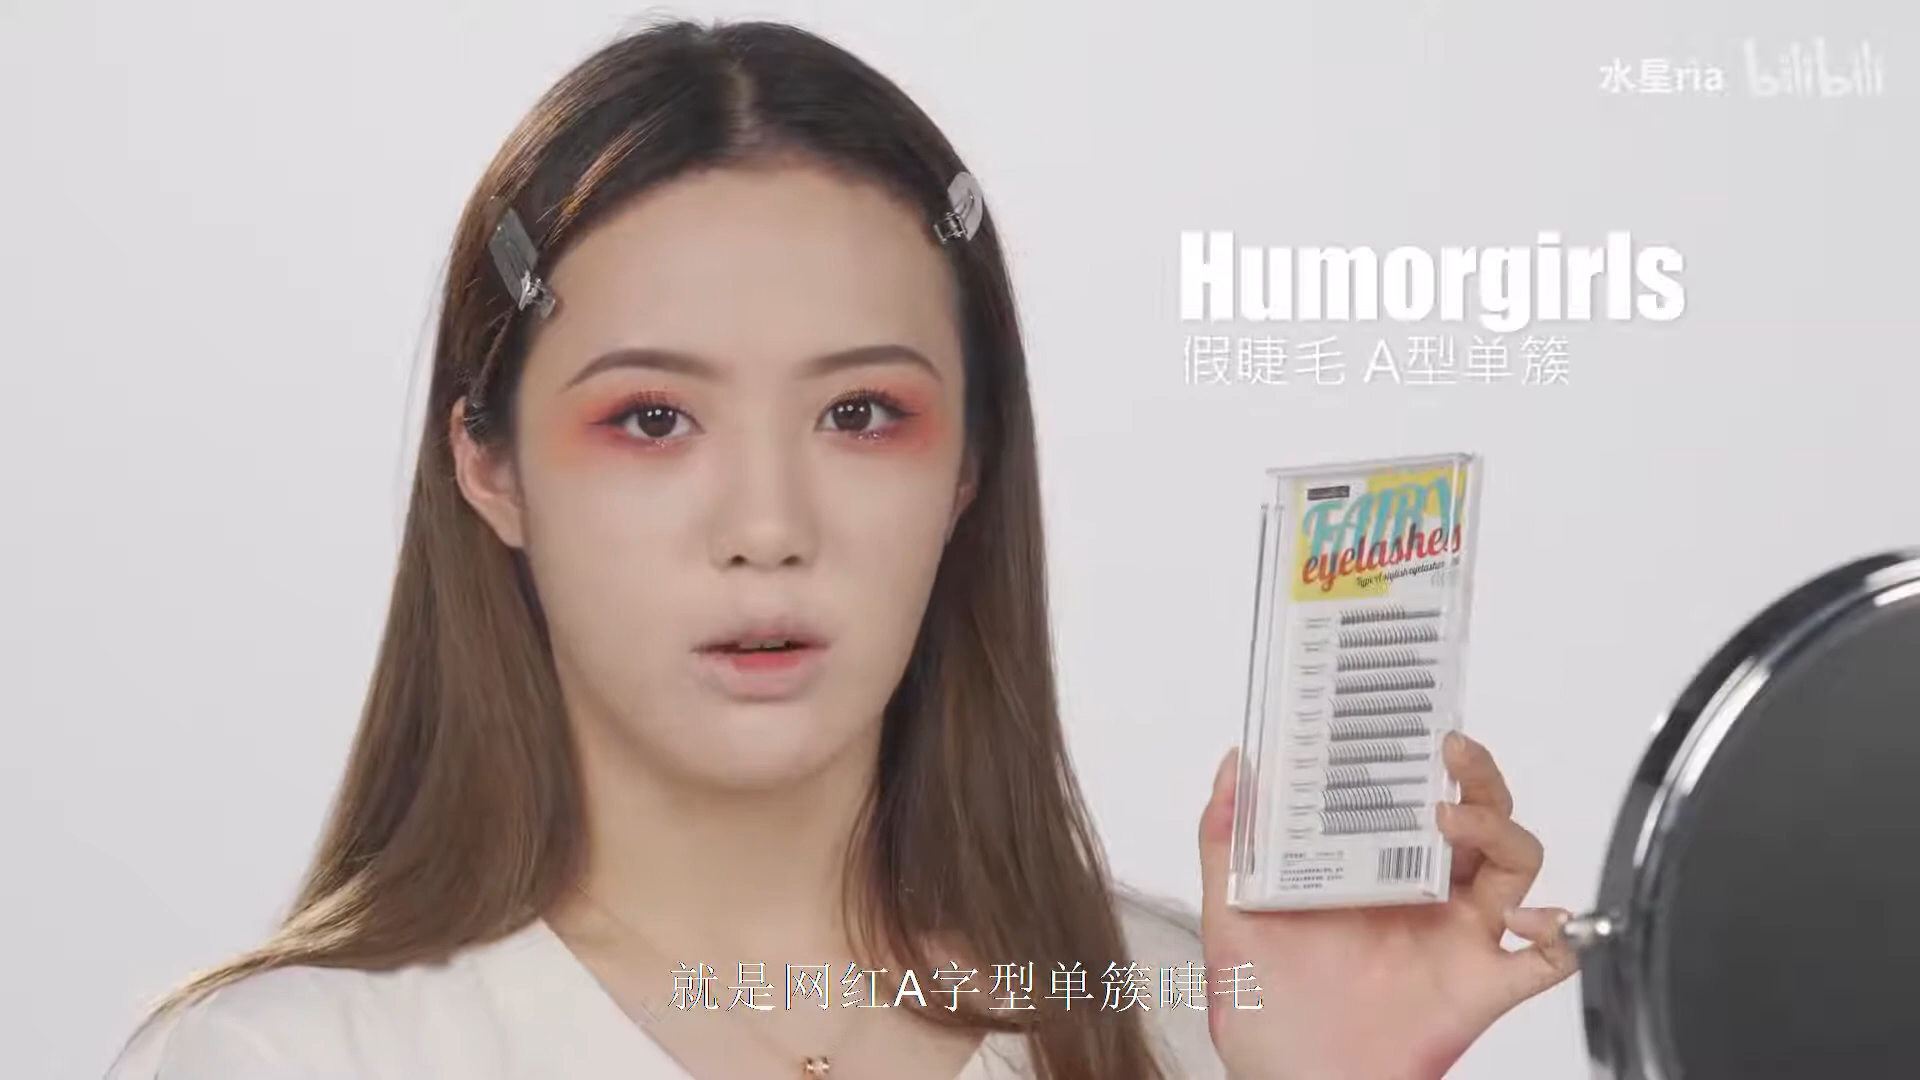 水星ria bilibili
Humorgirls
假睫毛 A型单簇
FAIRY
eyelashes
就是网红A字型单簇睫毛